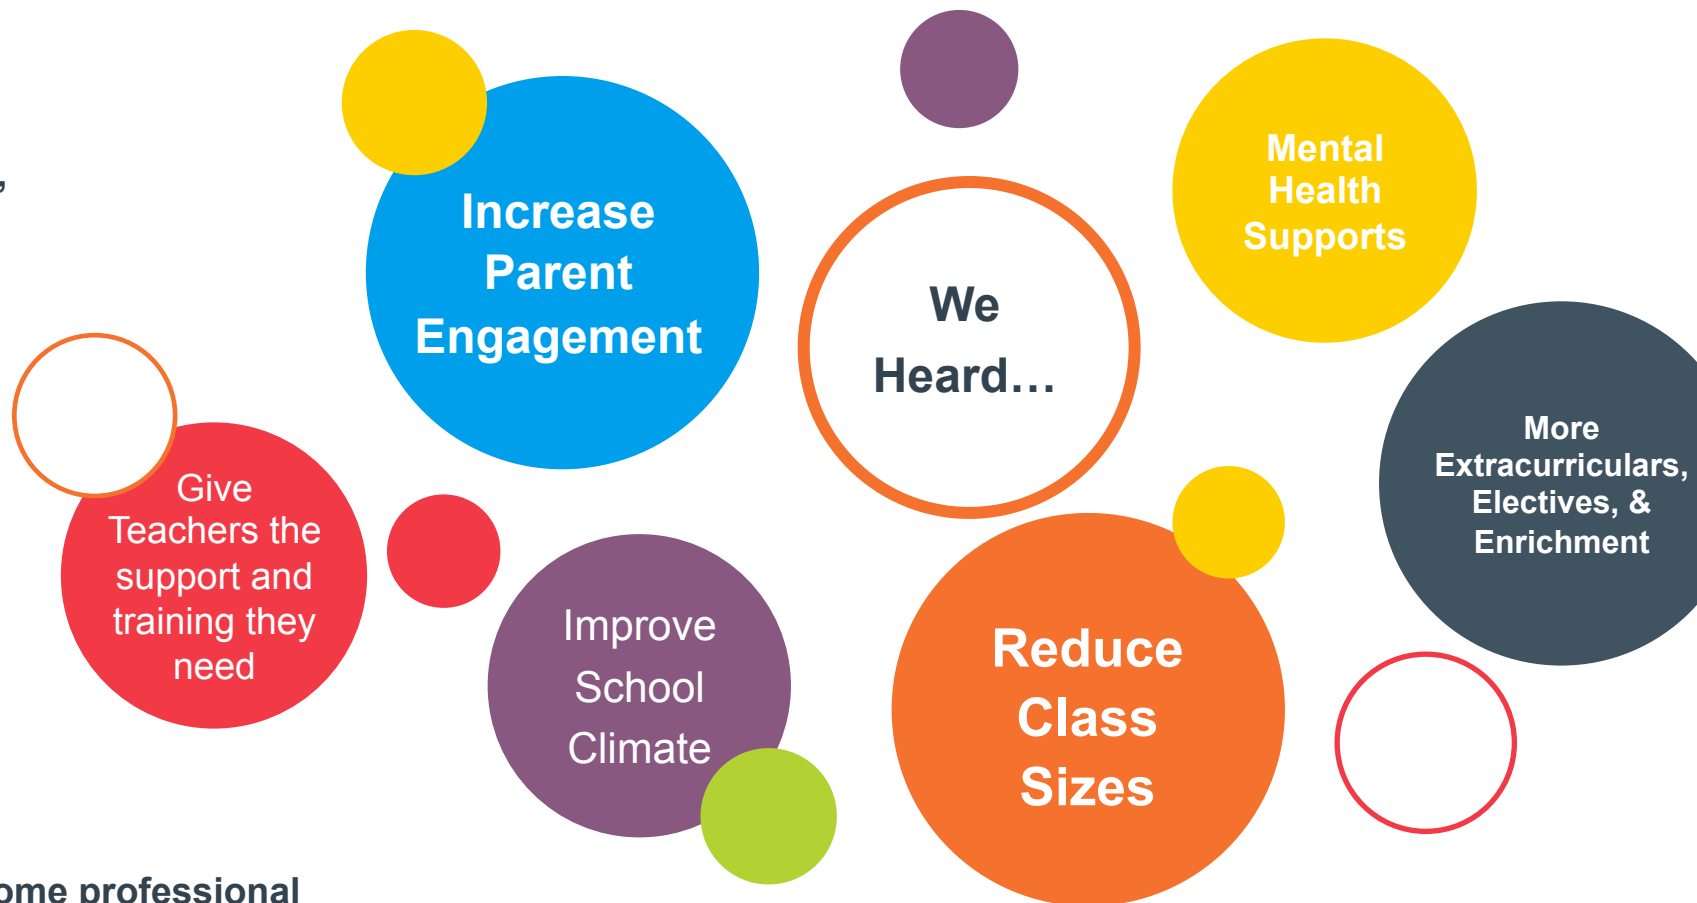 ,
Increase
Parent
Engagement
We
Heard…
Mental
Health
Supports
More
Extracurriculars,
Electives, &
Enrichment
Give
Teachers the
support and
training they
need
Improve
School
Climate
Reduce
Class
Sizes
ome professional